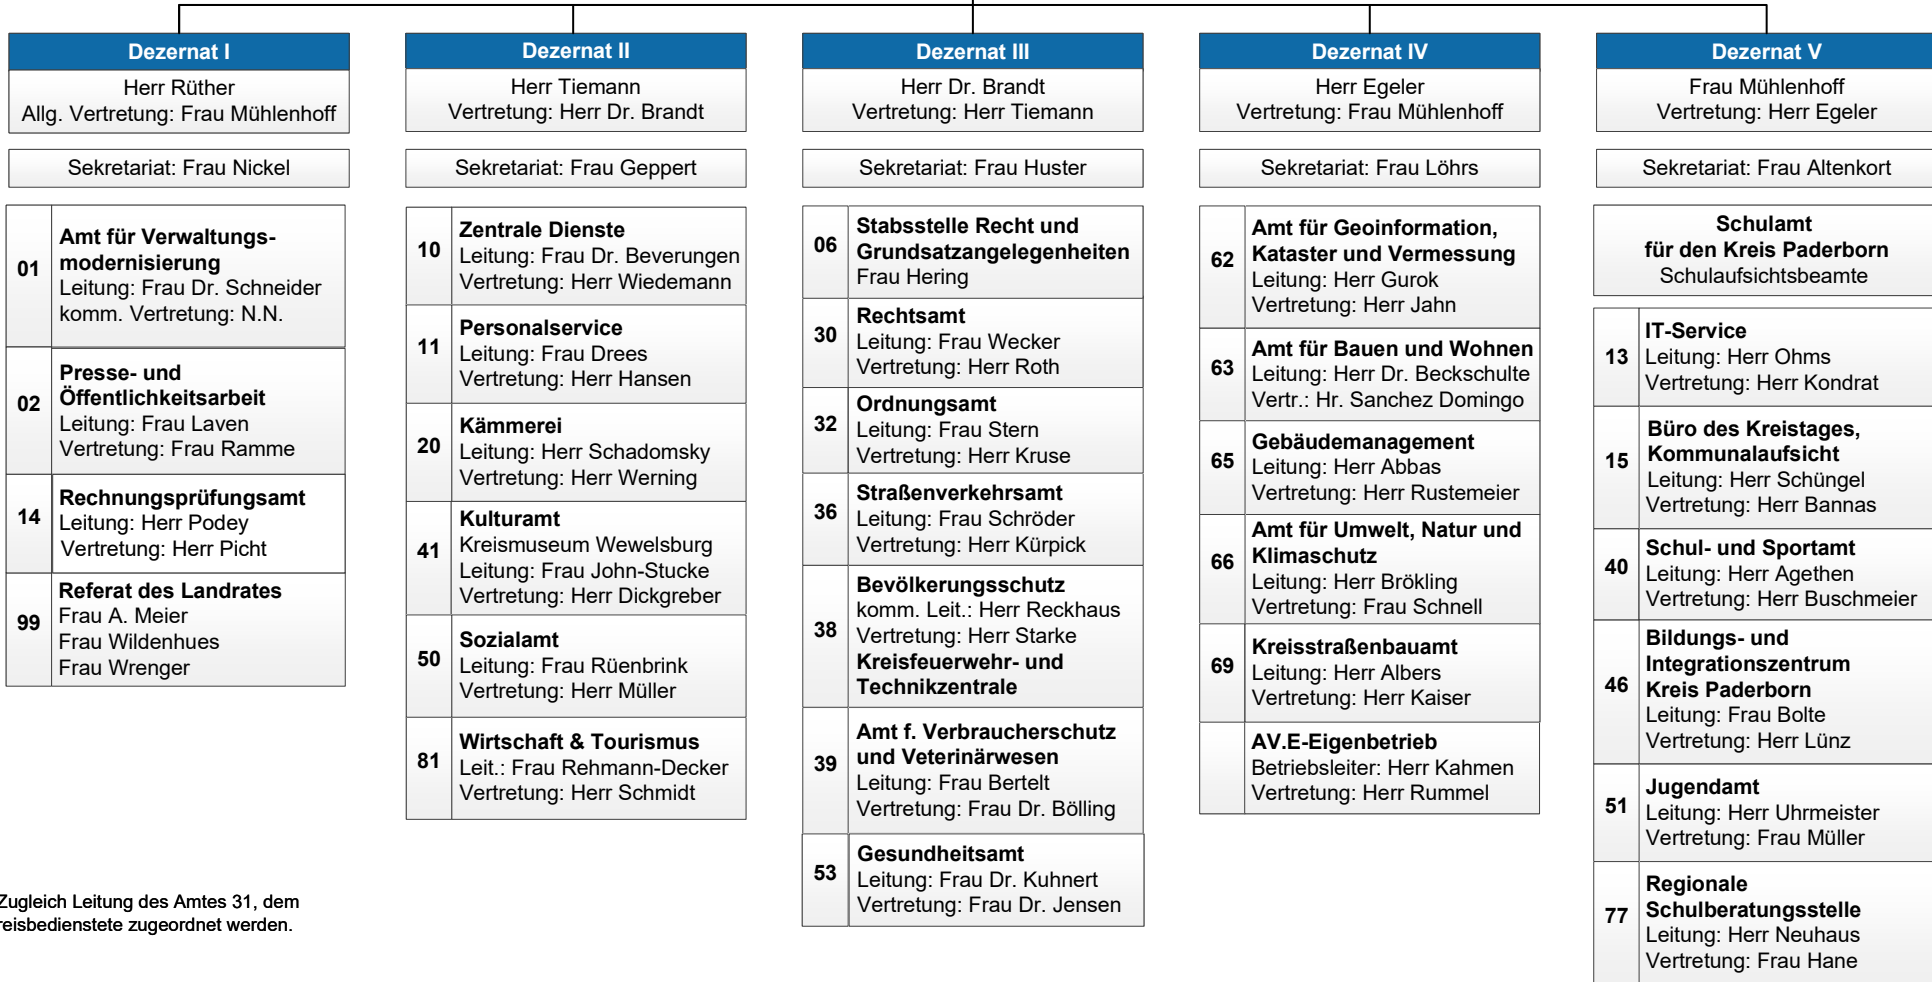 Dezernat I
Herr Rüther
Allg. Vertretung: Frau Mühlenhoff
Sekretariat: Frau Nickel
01
Amt für Verwaltungs-
modernisierung
Leitung: Frau Dr. Schneider
komm. Vertretung: N.N.
02
Presse- und
Öffentlichkeitsarbeit
Leitung: Frau Laven
Vertretung: Frau Ramme
14
Rechnungsprüfungsamt
Leitung: Herr Podey
Vertretung: Herr Picht
99
Referat des Landrates
Frau A. Meier
Frau Wildenhues
Frau Wrenger
Zugleich Leitung des Amtes 31, dem
reisbedienstete zugeordnet werden.
Dezernat II
Herr Tiemann
Vertretung: Herr Dr. Brandt
Sekretariat: Frau Geppert
10
Zentrale Dienste
Leitung: Frau Dr. Beverungen
Vertretung: Herr Wiedemann
11
Personalservice
Leitung: Frau Drees
Vertretung: Herr Hansen
20
Kämmerei
Leitung: Herr Schadomsky
Vertretung: Herr Werning
41
Kulturamt
Kreismuseum Wewelsburg
Leitung: Frau John-Stucke
Vertretung: Herr Dickgreber
50
Sozialamt
Leitung: Frau Rüenbrink
Vertretung: Herr Müller
81
Wirtschaft & Tourismus
Leit.: Frau Rehmann-Decker
Vertretung: Herr Schmidt
Dezernat III
Herr Dr. Brandt
Vertretung: Herr Tiemann
Sekretariat: Frau Huster
06
Stabsstelle Recht und
Grundsatzangelegenheiten
Frau Hering
30
Rechtsamt
Leitung: Frau Wecker
Vertretung: Herr Roth
32
Ordnungsamt
Leitung: Frau Stern
Vertretung: Herr Kruse
36
Straßenverkehrsamt
Leitung: Frau Schröder
Vertretung: Herr Kürpick
38
Bevölkerungsschutz
komm. Leit.: Herr Reckhaus
Vertretung: Herr Starke
Kreisfeuerwehr- und
Technikzentrale
39
Amt f. Verbraucherschutz
und Veterinärwesen
Leitung: Frau Bertelt
Vertretung: Frau Dr. Bölling
53
Gesundheitsamt
Leitung: Frau Dr. Kuhnert
Vertretung: Frau Dr. Jensen
Dezernat IV
Herr Egeler
Vertretung: Frau Mühlenhoff
Sekretariat: Frau Löhrs
62
Amt für Geoinformation,
Kataster und Vermessung
Leitung: Herr Gurok
Vertretung: Herr Jahn
63
Amt für Bauen und Wohnen
Leitung: Herr Dr. Beckschulte
Vertr.: Hr. Sanchez Domingo
65
Gebäudemanagement
Leitung: Herr Abbas
Vertretung: Herr Rustemeier
66
Amt für Umwelt, Natur und
Klimaschutz
Leitung: Herr Brökling
Vertretung: Frau Schnell
69
Kreisstraßenbauamt
Leitung: Herr Albers
Vertretung: Herr Kaiser
AV.E-Eigenbetrieb
Betriebsleiter: Herr Kahmen
Vertretung: Herr Rummel
Dezernat V
Frau Mühlenhoff
Vertretung: Herr Egeler
Sekretariat: Frau Altenkort
Schulamt
für den Kreis Paderborn
Schulaufsichtsbeamte
13
IT-Service
Leitung: Herr Ohms
Vertretung: Herr Kondrat
15
Büro des Kreistages,
Kommunalaufsicht
Leitung: Herr Schüngel
Vertretung: Herr Bannas
40
Schul- und Sportamt
Leitung: Herr Agethen
Vertretung: Herr Buschmeier
46
Bildungs- und
Integrationszentrum
Kreis Paderborn
Leitung: Frau Bolte
Vertretung: Herr Lünz
51
Jugendamt
Leitung: Herr Uhrmeister
Vertretung: Frau Müller
77
Regionale
Schulberatungsstelle
Leitung: Herr Neuhaus
Vertretung: Frau Hane